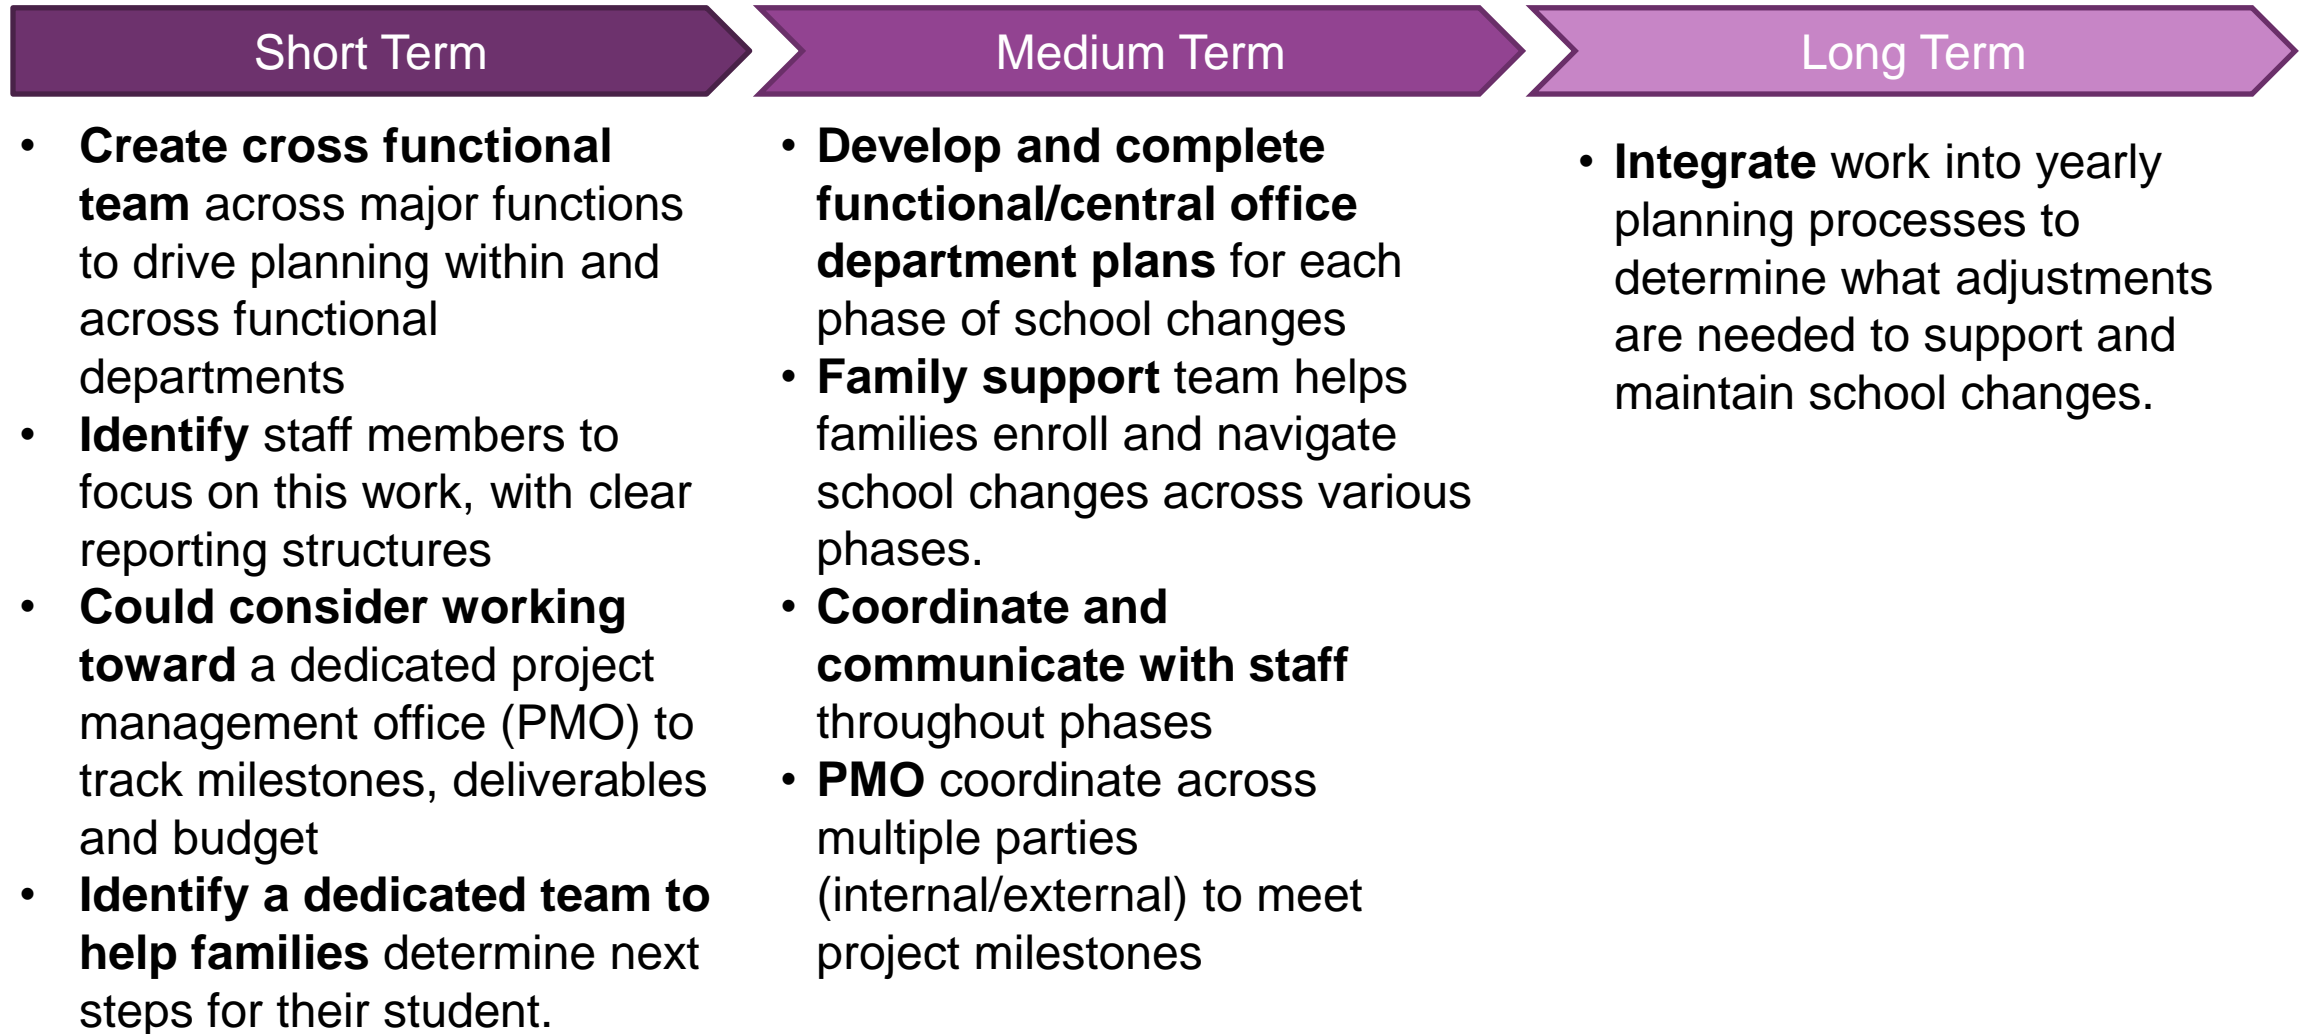 Short Term
Medium Term
Long Term
• Create cross functional
team across major functions
to drive planning within and
across functional
departments
• Identify staff members to
focus on this work, with clear
reporting structures
• Could consider working
toward a dedicated project
management office (PMO) to
track milestones, deliverables
and budget
• Identify a dedicated team to
help families determine next
steps for their student.
• Develop and complete
functional/central office
department plans for each
phase of school changes
• Family support team helps
families enroll and navigate
school changes across various
phases.
• Coordinate and
communicate with staff
throughout phases
• PMO coordinate across
multiple parties
(internal/external) to meet
project milestones
• Integrate work into yearly
planning processes to
determine what adjustments
are needed to support and
maintain school changes.